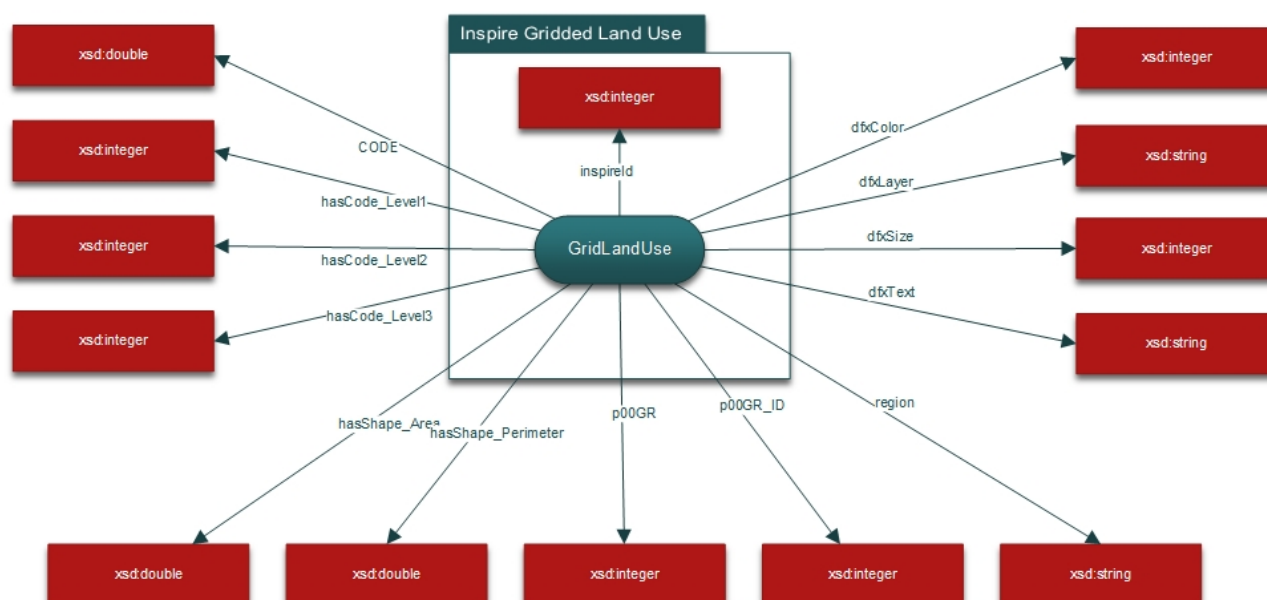 Inspire Gridded Land Use
xsd:double
xsd:integer
xsd:integer
CODE
dfxColor
xsd:integer
xsd:string
inspireId
dfxLayer
hasCode_Level1
xsd:integer
GridLandUse
dfxSize
xsd:integer
hasCode_Level2
dfxText
hasCode_Level3
xsd:integer
xsd:string
hasShape_Area
hasShape_Perimeter
p00GR
p00GR_ID
region
xsd:double
xsd:double
xsd:integer
xsd:integer
xsd:string